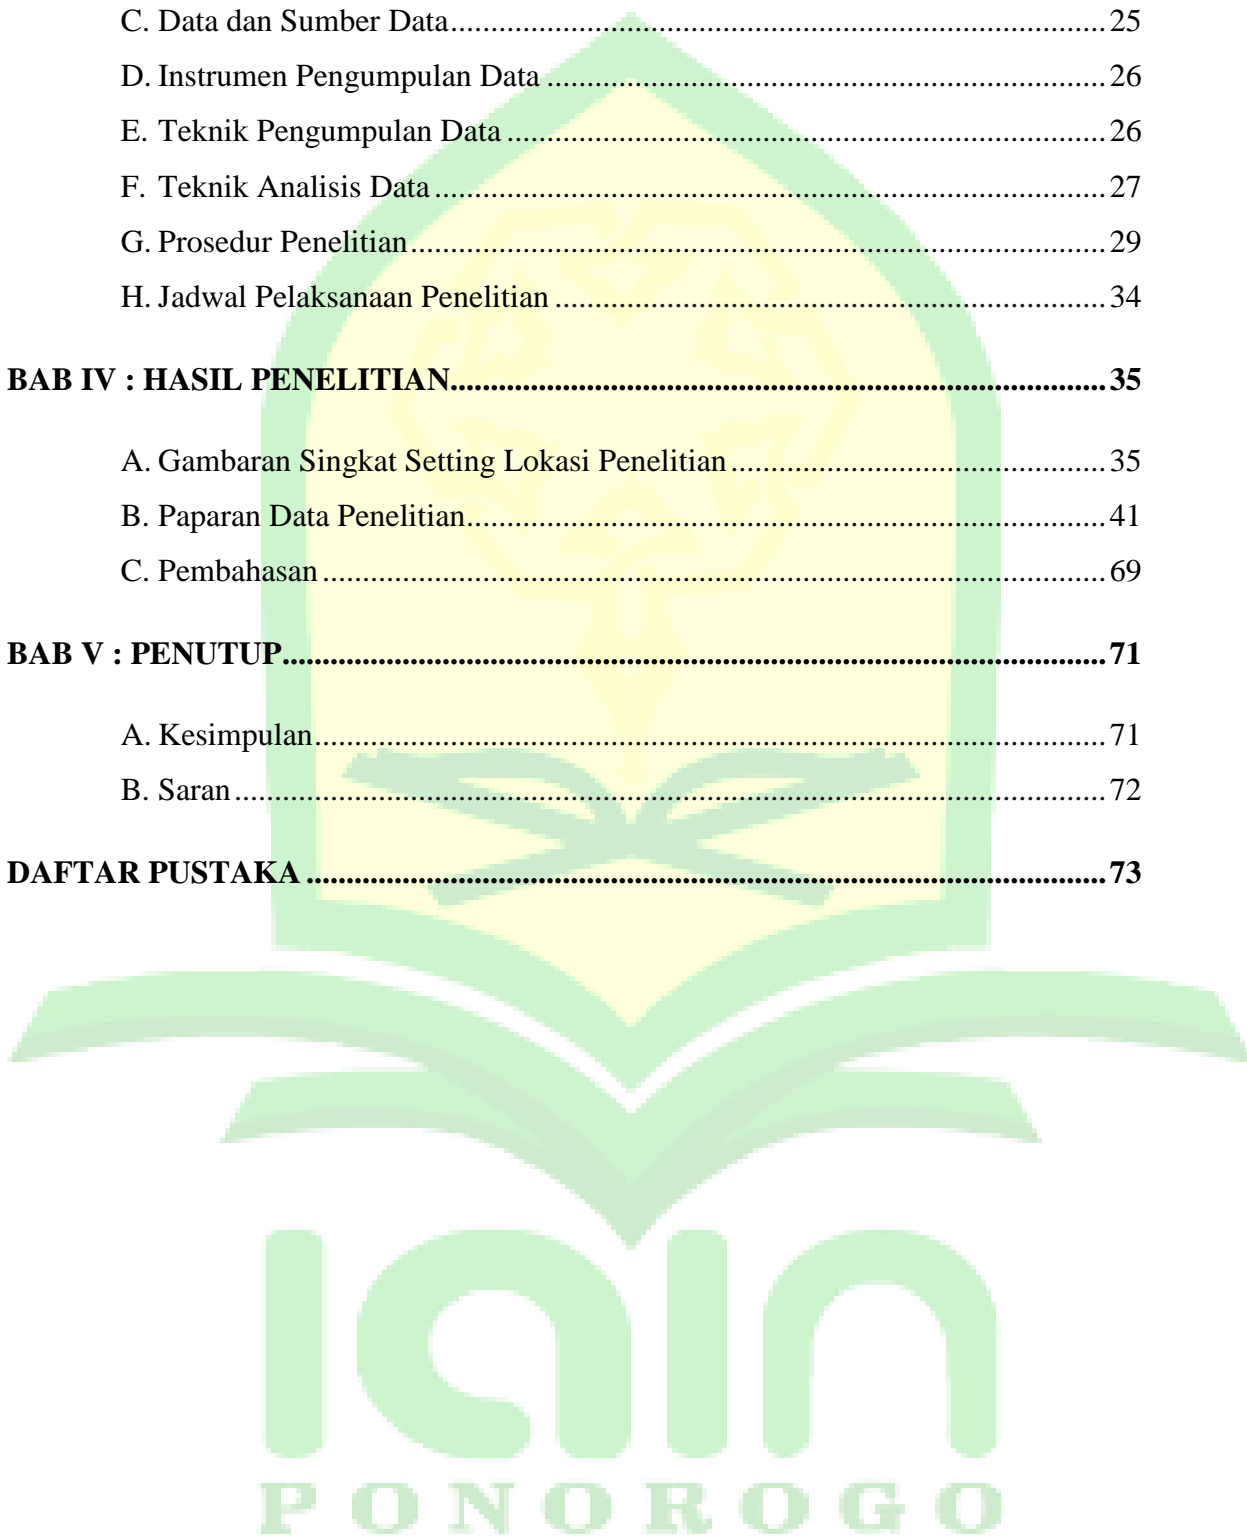 C. Data dan Sumber Data.................................................................................. 25
D. Instrumen Pengumpulan Data ...................................................................... 26
E. Teknik Pengumpulan Data ........................................................................... 26
F. Teknik Analisis Data .................................................................................... 27
G. Prosedur Penelitian....................................................................................... 29
H. Jadwal Pelaksanaan Penelitian ..................................................................... 34
BAB IV : HASIL PENELITIAN.................................................................................. 35
A. Gambaran Singkat Setting Lokasi Penelitian ............................................... 35
B. Paparan Data Penelitian................................................................................ 41
C. Pembahasan .................................................................................................. 69
BAB V : PENUTUP....................................................................................................... 71
A. Kesimpulan................................................................................................... 71
B. Saran ............................................................................................................. 72
DAFTAR PUSTAKA .................................................................................................... 73
iain
PONOROGO